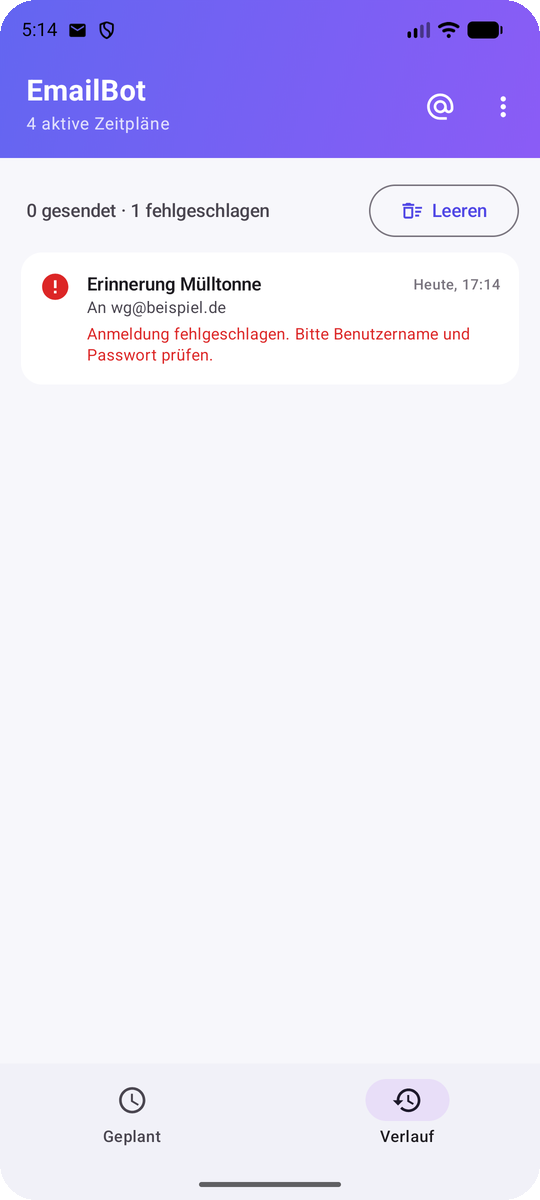 5:14
EmailBot
4 aktive Zeitpläne
0 gesendet · 1 fehlgeschlagen
Leeren
Erinnerung Mülltonne
Heute, 17:14
An wg@beispiel.de
Anmeldung fehlgeschlagen. Bitte Benutzername und
Passwort prüfen.
Geplant
Verlauf